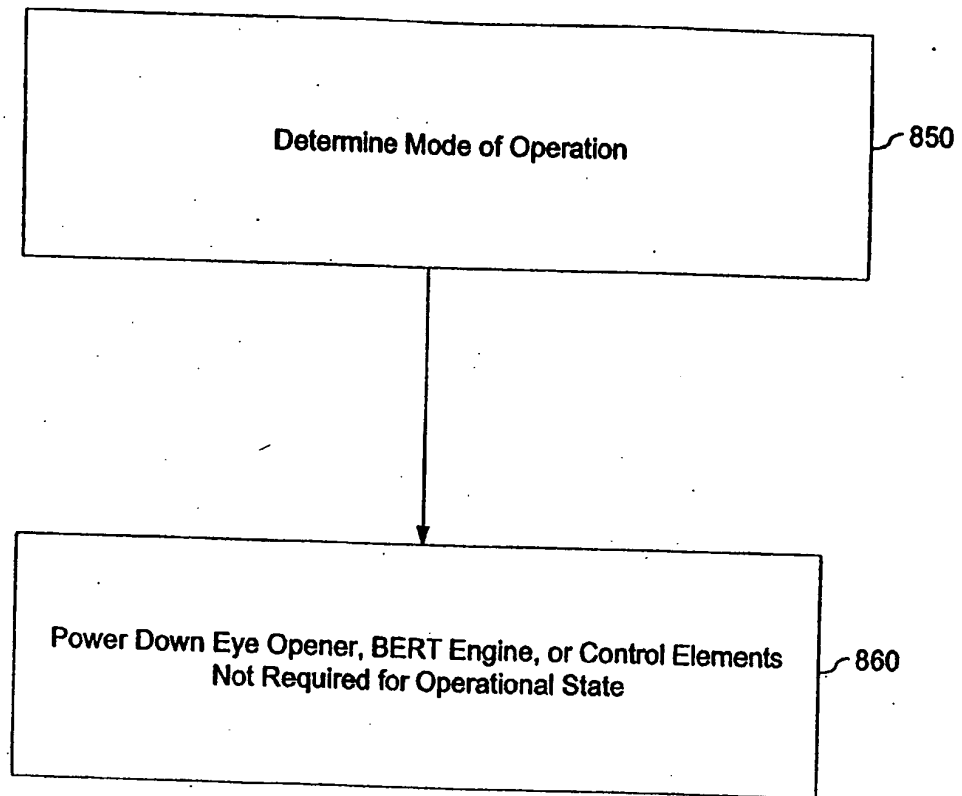 Determine Mode of Operation
850
Power Down Eye Opener, BERT Engine, or Control Elements
Not Required for Operational State
860